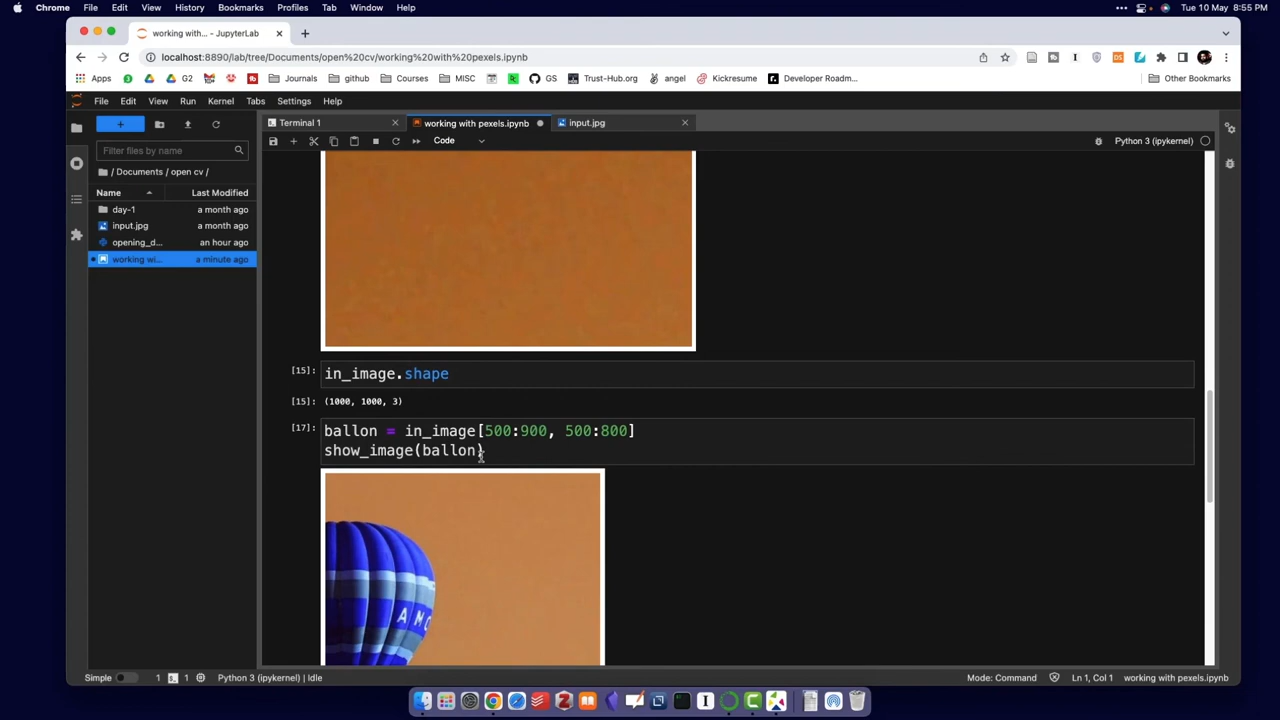 Chrome File Edit View History Bookmarks Profiles Tab Window Help Tue 10 May 8:55 PM
working with... - JupyterLab
localhost:8890/lab/tree/Documents/open%20cv/working%20with%20pexels.ipynb
Apps G2 Journals github Courses MISC GS Trust-Hub.org angel Kickresume Developer Roadm... Other Bookmarks
File Edit View Run Kernel Tabs Settings Help
Terminal 1 working with pexels.ipynb input.jpg
Code Python 3 (ipykernel)
Filter files by name
/ Documents / open cv /
Name Last Modified
day-1 a month ago
input.jpg a month ago
opening_d... an hour ago
working wi... a minute ago
[15]: in_image.shape
[15]: (1000, 1000, 3)
[17]: ballon = in_image[500:900, 500:800]
show_image(ballon)
AMC
Simple 1 1 Python 3 (ipykernel) | Idle Mode: Command Ln 1, Col 1 working with pexels.ipynb